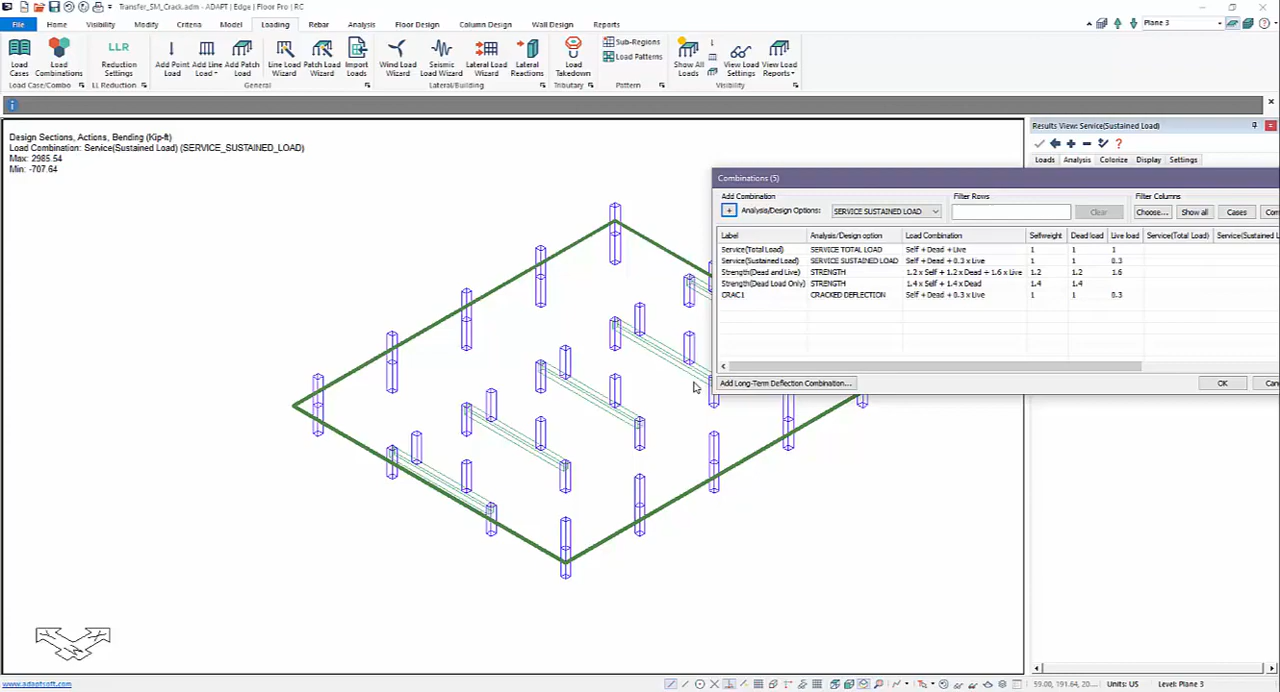 Transfer_SM_Crack.adm - ADAPT | Edge | Floor Pro | RC
File Home Visibility Modify Criteria Model Loading Rebar Analysis Floor Design Column Design Wall Design Reports Plane 3
LLR Sub-Regions
Load Patterns
Load Cases Load Combinations Reduction Settings Add Point Load Add Line Load Add Patch Load Line Load Wizard Patch Load Wizard Import Loads Wind Load Wizard Seismic Load Wizard Lateral Load Wizard Lateral Reactions Load Takedown Show All Loads View Load Settings View Load Reports
Load Case/Combo LL Reduction General Lateral/Building Tributary Pattern Visibility
Results View: Service(Sustained Load)
Loads Analysis Colorize Display Settings
Design Sections, Actions, Bending (Kip-ft)
Load Combination: Service(Sustained Load) (SERVICE_SUSTAINED_LOAD)
Max: 2985.54
Min: -707.64
Combinations (5)
Add Combination Filter Rows Filter Columns
+ Analysis/Design Options: SERVICE SUSTAINED LOAD Clear Choose... Show all Cases Com
Label Analysis/Design option Load Combination Selfweight Dead load Live load Service(Total Load) Service(Sustained L
Service(Total Load) SERVICE TOTAL LOAD Self + Dead + Live 1 1 1
Service(Sustained Load) SERVICE SUSTAINED LOAD Self + Dead + 0.3 x Live 1 1 0.3
Strength(Dead and Live) STRENGTH 1.2 x Self + 1.2 x Dead + 1.6 x Live 1.2 1.2 1.6
Strength(Dead Load Only) STRENGTH 1.4 x Self + 1.4 x Dead 1.4 1.4
CRAC1 CRACKED DEFLECTION Self + Dead + 0.3 x Live 1 1 0.3
Add Long-Term Deflection Combination... OK Canc
www.adaptsoft.com 59.00, 191.64, 20.... Units: US Level: Plane 3